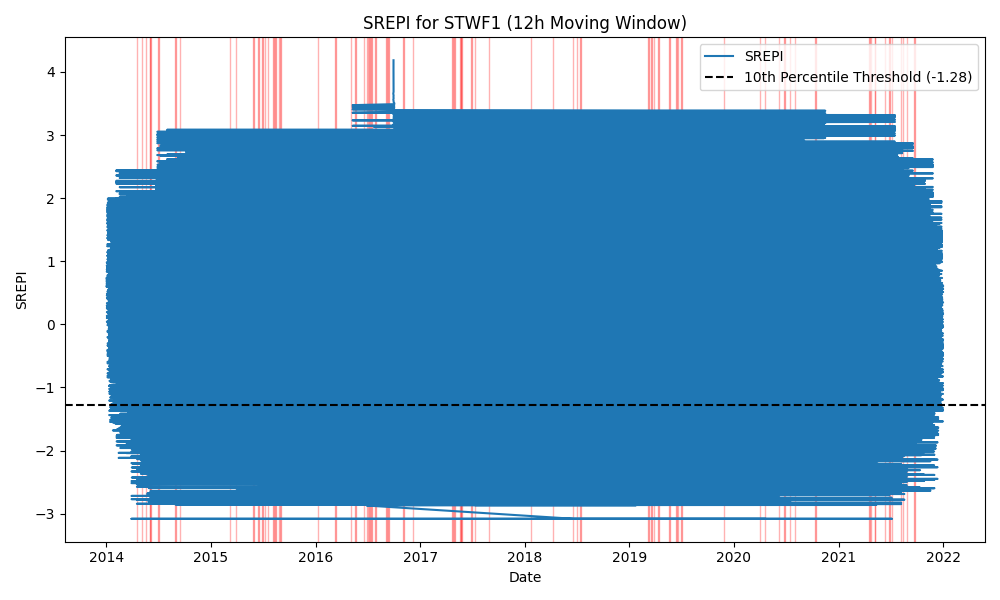 SREPI for STWF1 (12h Moving Window)
SREPI
10th Percentile Threshold (-1.28)
4
3
2
1
0
−1
−2
−3
SREPI
2014 2015 2016 2017 2018 2019 2020 2021 2022
Date